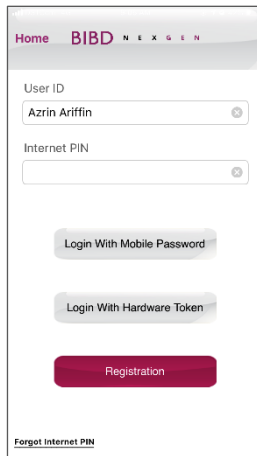 Home BIBD NEXGEN
User ID
Azrin Ariffin
Internet PIN
Login With Mobile Password
Login With Hardware Token
Registration
Forgot Internet PIN